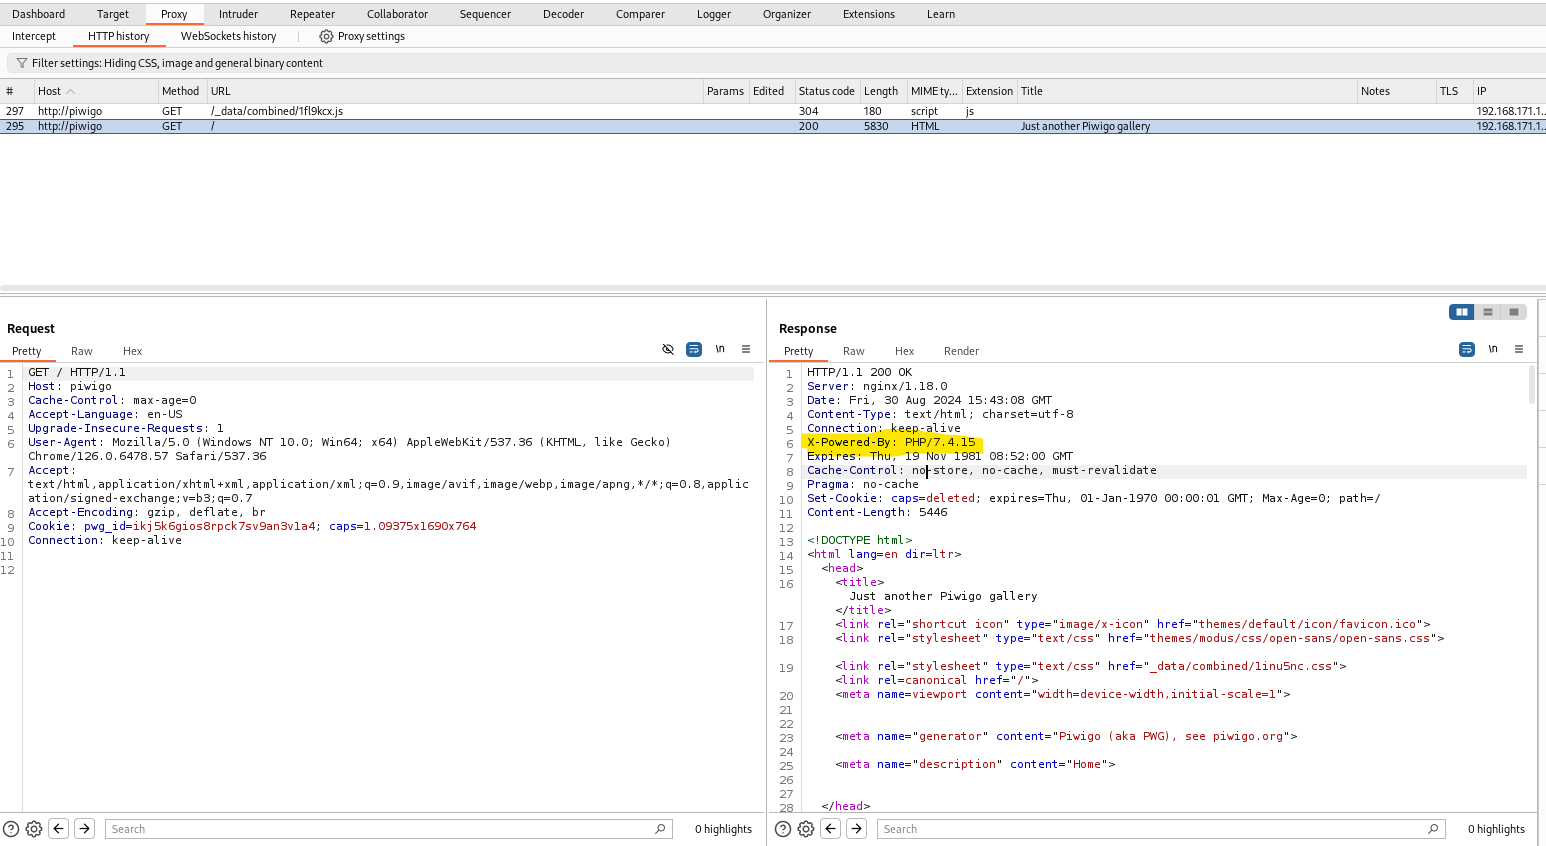 Dashboard Target Proxy Intruder Repeater Collaborator Sequencer Decoder Comparer Logger Organizer Extensions Learn
Intercept HTTP history WebSockets history Proxy settings
Filter settings: Hiding CSS, image and general binary content
# Host Method URL Params Edited Status code Length MIME ty... Extension Title Notes TLS IP
297 http://piwigo GET /_data/combined/1fl9kcx.js 304 180 script js 192.168.171.1...
295 http://piwigo GET / 200 5830 HTML Just another Piwigo gallery 192.168.171.1...
Request
Pretty Raw Hex \n
1 GET / HTTP/1.1
2 Host: piwigo
3 Cache-Control: max-age=0
4 Accept-Language: en-US
5 Upgrade-Insecure-Requests: 1
6 User-Agent: Mozilla/5.0 (Windows NT 10.0; Win64; x64) AppleWebKit/537.36 (KHTML, like Gecko)
Chrome/126.0.6478.57 Safari/537.36
7 Accept:
text/html,application/xhtml+xml,application/xml;q=0.9,image/avif,image/webp,image/apng,*/*;q=0.8,applic
ation/signed-exchange;v=b3;q=0.7
8 Accept-Encoding: gzip, deflate, br
9 Cookie: pwg_id=ikj5k6gios8rpck7sv9an3v1a4; caps=1.09375x1690x764
10 Connection: keep-alive
11
12
Search 0 highlights
Response
Pretty Raw Hex Render \n
1 HTTP/1.1 200 OK
2 Server: nginx/1.18.0
3 Date: Fri, 30 Aug 2024 15:43:08 GMT
4 Content-Type: text/html; charset=utf-8
5 Connection: keep-alive
6 X-Powered-By: PHP/7.4.15
7 Expires: Thu, 19 Nov 1981 08:52:00 GMT
8 Cache-Control: no-store, no-cache, must-revalidate
9 Pragma: no-cache
10 Set-Cookie: caps=deleted; expires=Thu, 01-Jan-1970 00:00:01 GMT; Max-Age=0; path=/
11 Content-Length: 5446
12
13 <!DOCTYPE html>
14 <html lang=en dir=ltr>
15 <head>
16 <title>
Just another Piwigo gallery
</title>
17 <link rel="shortcut icon" type="image/x-icon" href="themes/default/icon/favicon.ico">
18 <link rel="stylesheet" type="text/css" href="themes/modus/css/open-sans/open-sans.css">
19 <link rel="stylesheet" type="text/css" href="_data/combined/1inu5nc.css">
<link rel=canonical href="/">
20 <meta name=viewport content="width=device-width,initial-scale=1">
21
22
23 <meta name="generator" content="Piwigo (aka PWG), see piwigo.org">
24
25 <meta name="description" content="Home">
26
27
28 </head>
Search 0 highlights